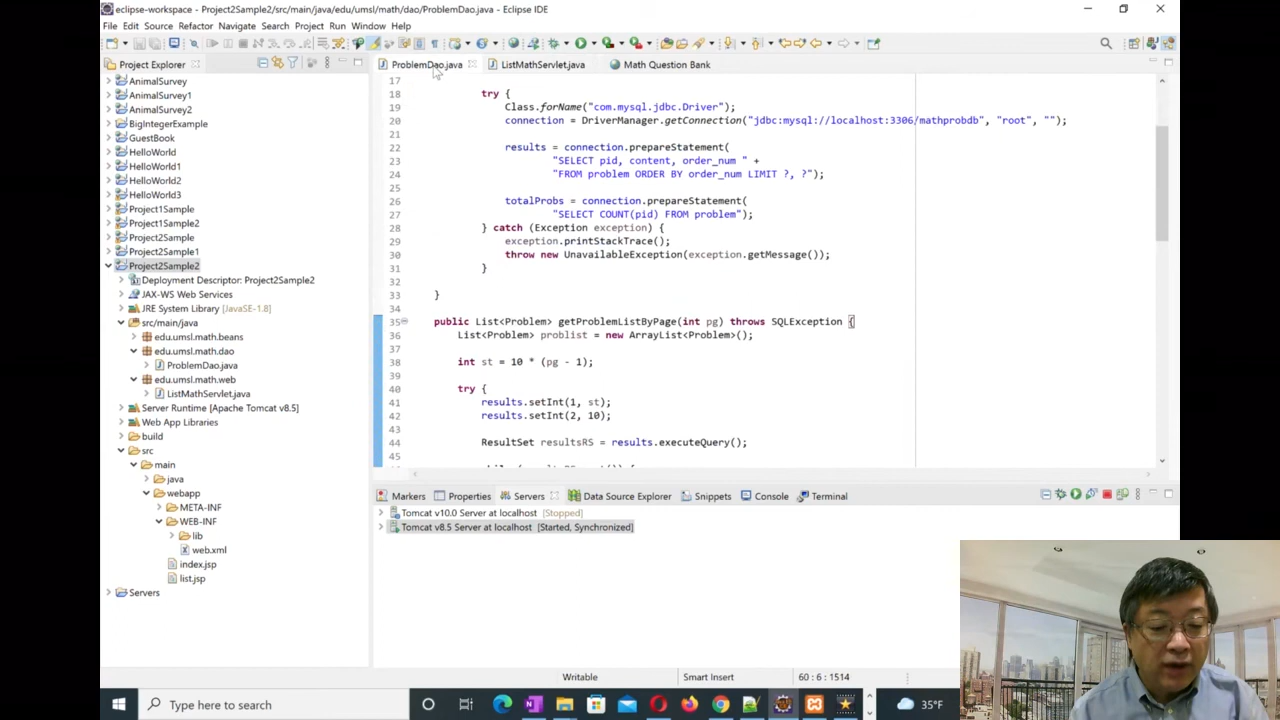 eclipse-workspace - Project2Sample2/src/main/java/edu/umsl/math/dao/ProblemDao.java - Eclipse IDE
File Edit Source Refactor Navigate Search Project Run Window Help
Project Explorer
ProblemDao.java
ListMathServlet.java
Math Question Bank
AnimalSurvey
AnimalSurvey1
AnimalSurvey2
BigIntegerExample
GuestBook
HelloWorld
HelloWorld1
HelloWorld2
HelloWorld3
Project1Sample
Project1Sample2
Project2Sample
Project2Sample1
Project2Sample2
Deployment Descriptor: Project2Sample2
JAX-WS Web Services
JRE System Library [JavaSE-1.8]
src/main/java
edu.umsl.math.beans
edu.umsl.math.dao
ProblemDao.java
edu.umsl.math.web
ListMathServlet.java
Server Runtime [Apache Tomcat v8.5]
Web App Libraries
build
src
main
java
webapp
META-INF
WEB-INF
lib
web.xml
index.jsp
list.jsp
Servers
17
18 try {
19 Class.forName("com.mysql.jdbc.Driver");
20 connection = DriverManager.getConnection("jdbc:mysql://localhost:3306/mathprobdb", "root", "");
21
22 results = connection.prepareStatement(
23 "SELECT pid, content, order_num " +
24 "FROM problem ORDER BY order_num LIMIT ?, ?");
25
26 totalProbs = connection.prepareStatement(
27 "SELECT COUNT(pid) FROM problem");
28 } catch (Exception exception) {
29 exception.printStackTrace();
30 throw new UnavailableException(exception.getMessage());
31 }
32
33 }
34
35 public List<Problem> getProblemListByPage(int pg) throws SQLException {
36 List<Problem> problist = new ArrayList<Problem>();
37
38 int st = 10 * (pg - 1);
39
40 try {
41 results.setInt(1, st);
42 results.setInt(2, 10);
43
44 ResultSet resultsRS = results.executeQuery();
45
Markers Properties Servers Data Source Explorer Snippets Console Terminal
Tomcat v10.0 Server at localhost [Stopped]
Tomcat v8.5 Server at localhost [Started, Synchronized]
Writable Smart Insert 60 : 6 : 1514
Type here to search
35°F